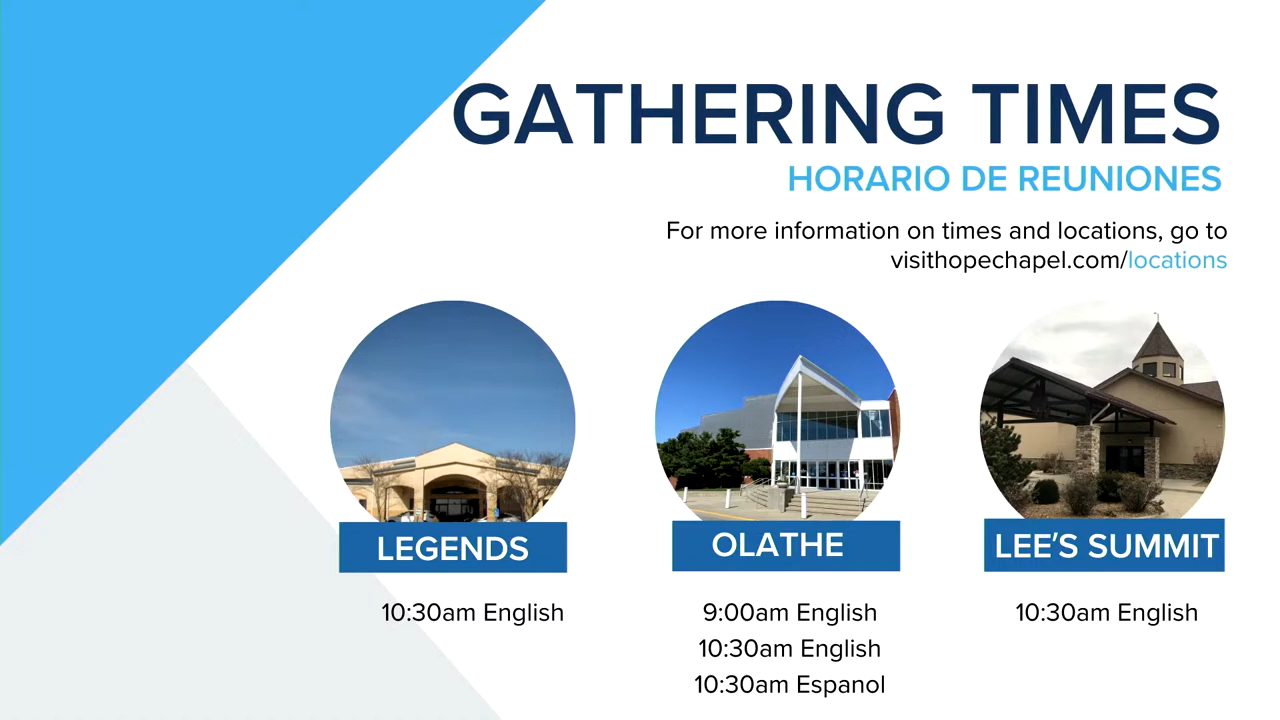 GATHERING TIMES
HORARIO DE REUNIONES
For more information on times and locations, go to
visithopechapel.com/locations
LEGENDS
10:30am English
OLATHE
9:00am English
10:30am English
10:30am Espanol
LEE'S SUMMIT
10:30am English